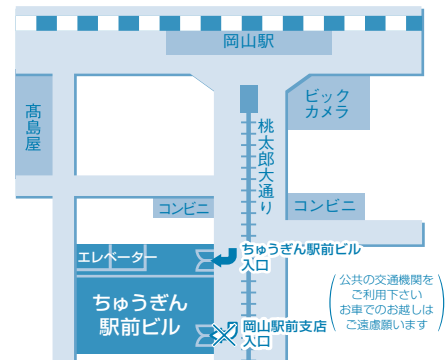 岡山駅
髙島屋
ビック
カメラ
桃太郎大通り
コンビニ
コンビニ
エレベーター
ちゅうぎん駅前ビル
入口
ちゅうぎん
駅前ビル
岡山駅前支店
入口
公共の交通機関を
ご利用下さい
お車でのお越しは
ご遠慮願います